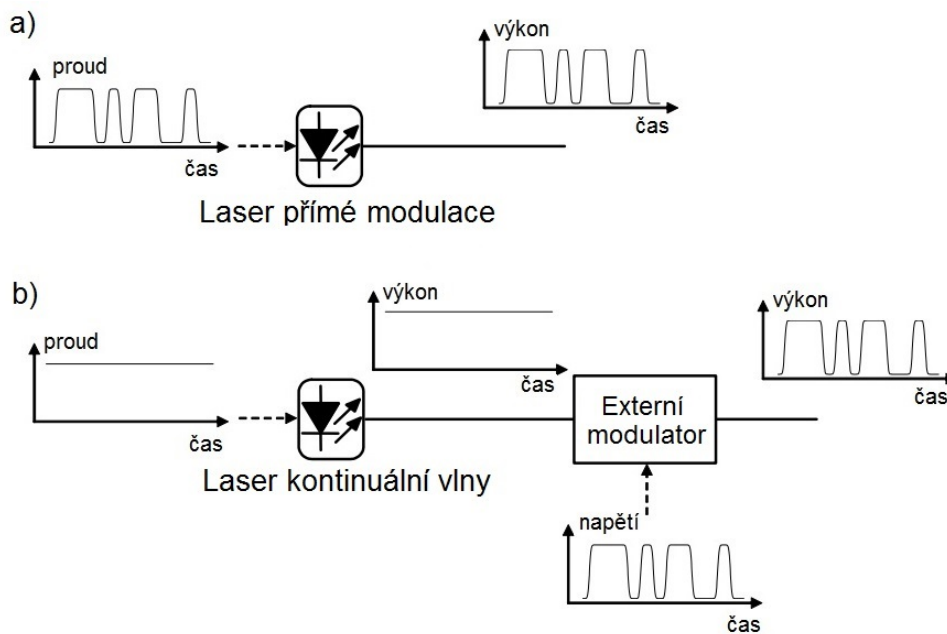 a)
proud
čas
výkon
čas
Laser přímé modulace
b)
proud
čas
výkon
čas
Laser kontinuální vlny
Externí
modulator
napětí
čas
výkon
čas